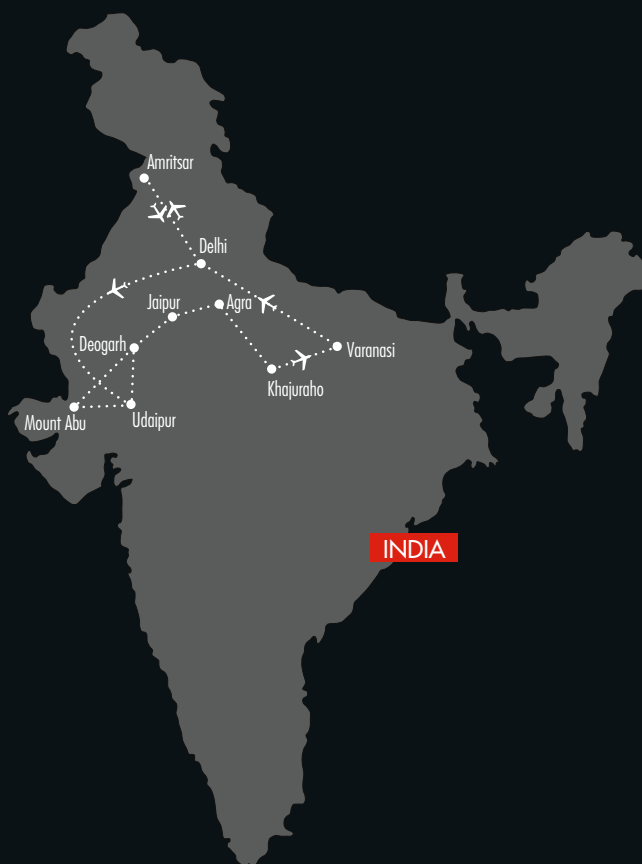 Amritsar
Delhi
Jaipur
Agra
Deogarh
Varanasi
Khajuraho
Mount Abu
Udaipur
INDIA